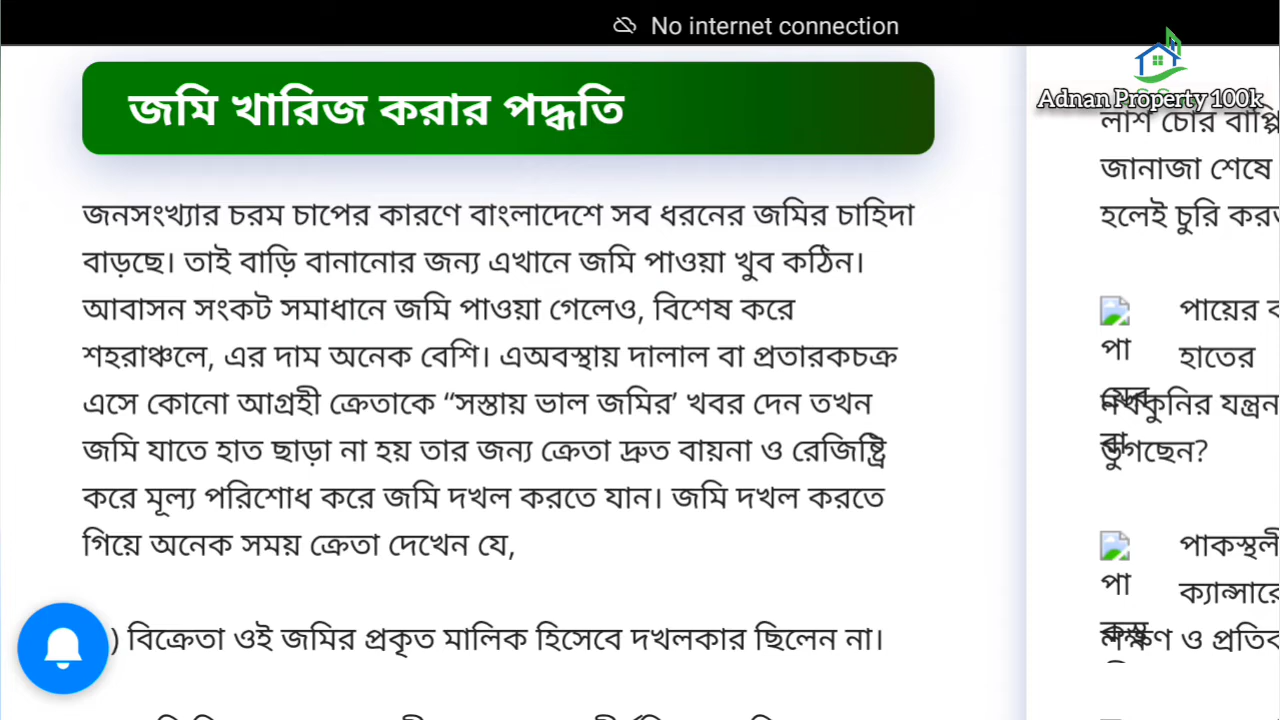 No internet connection
Adnan Property 100k
জমি খারিজ করার পদ্ধতি
জনসংখ্যার চরম চাপের কারণে বাংলাদেশে সব ধরনের জমির চাহিদা
বাড়ছে। তাই বাড়ি বানানোর জন্য এখানে জমি পাওয়া খুব কঠিন।
আবাসন সংকট সমাধানে জমি পাওয়া গেলেও, বিশেষ করে
শহরাঞ্চলে, এর দাম অনেক বেশি। এঅবস্থায় দালাল বা প্রতারকচক্র
এসে কোনো আগ্রহী ক্রেতাকে “সস্তায় ভাল জমির’ খবর দেন তখন
জমি যাতে হাত ছাড়া না হয় তার জন্য ক্রেতা দ্রুত বায়না ও রেজিষ্ট্রি
করে মূল্য পরিশোধ করে জমি দখল করতে যান। জমি দখল করতে
গিয়ে অনেক সময় ক্রেতা দেখেন যে,
) বিক্রেতা ওই জমির প্রকৃত মালিক হিসেবে দখলকার ছিলেন না।
লাশ চোর
জানাজা শেষে
হলেই চুরি
পায়ের
পা
হাতের
যন্ত্রন
ভুগছেন?
পা
ও